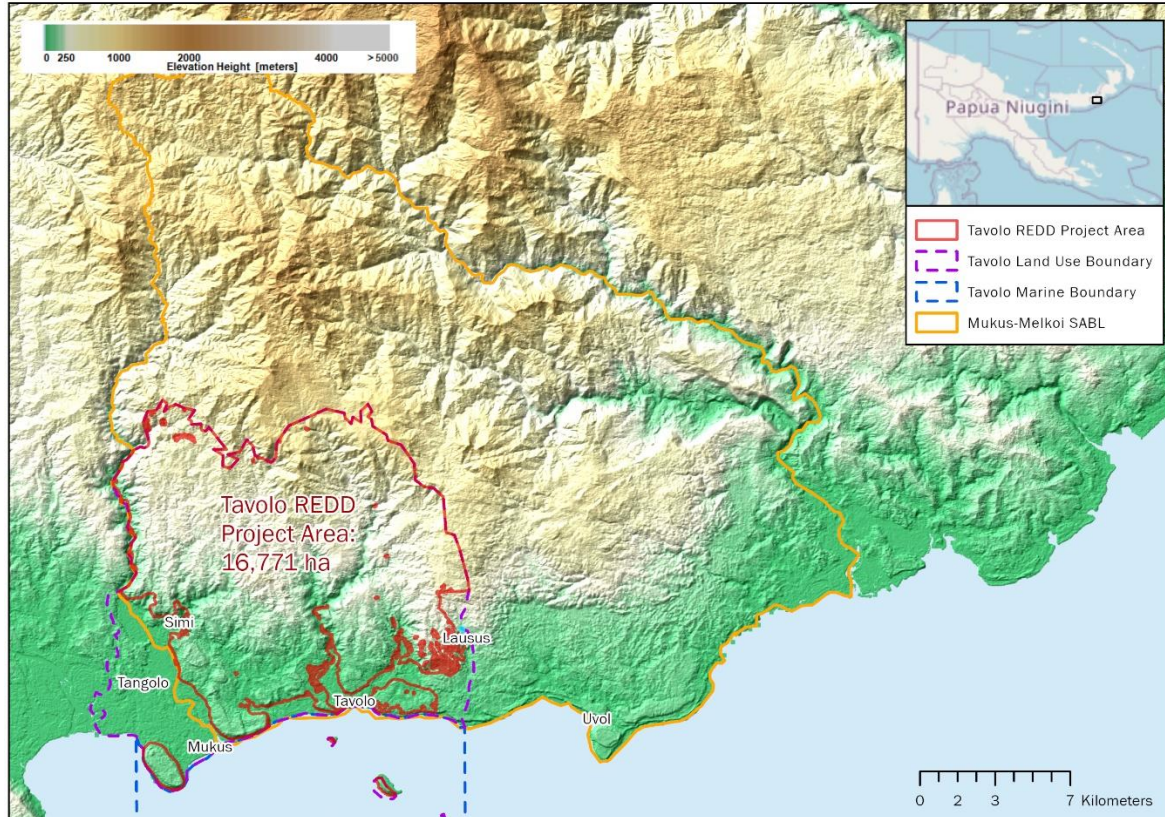 0 250 1000 2000 4000 > 5000
Elevation Height [meters]
Papua Niugini
Tavolo REDD Project Area
Tavolo Land Use Boundary
Tavolo Marine Boundary
Mukus-Melkoi SABL
Tavolo REDD
Project Area:
16,771 ha
Simi
Lausus
Tangolo
Tavolo
Uvol
Mukus
0 2 3 7 Kilometers